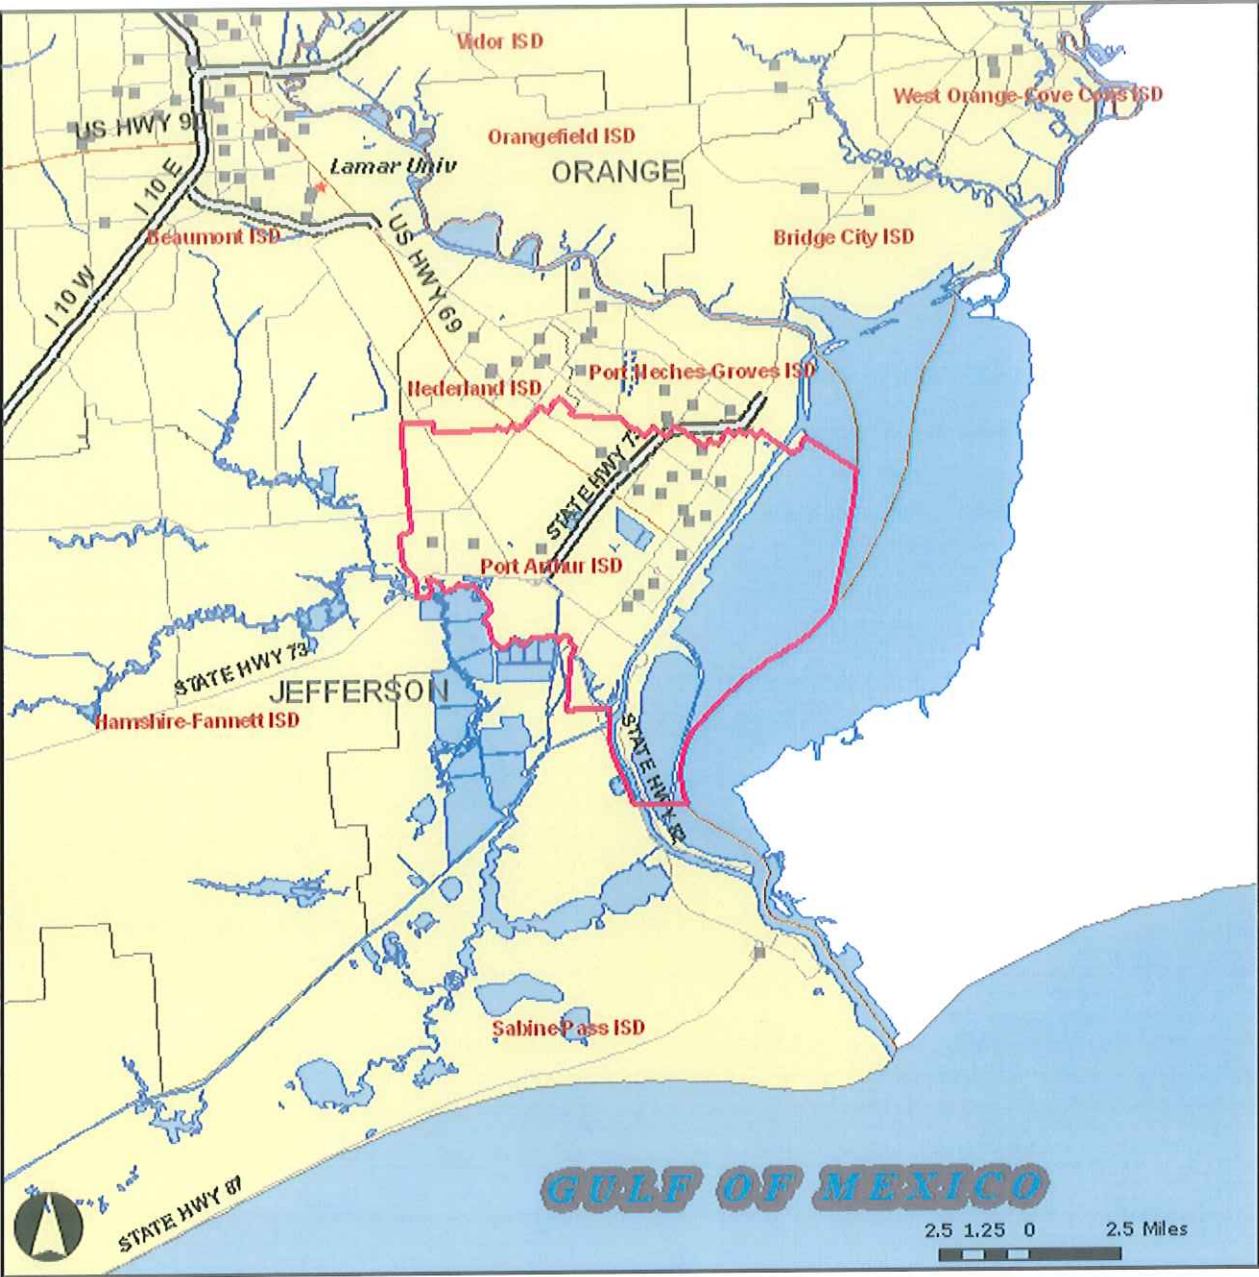 Vidor ISD
West Orange-Cove Cons ISD
US HWY 90
Orangefield ISD
Lamar Univ
ORANGE
I 10 E
Beaumont ISD
Bridge City ISD
US HWY 69
I 10 W
Port Neches-Groves ISD
Nederland ISD
STATE HWY 73
Port Arthur ISD
STATE HWY 73
JEFFERSON
Hamshire-Fannett ISD
STATE HWY 82
Sabine Pass ISD
GULF OF MEXICO
STATE HWY 87
2.5 1.25 0 2.5 Miles